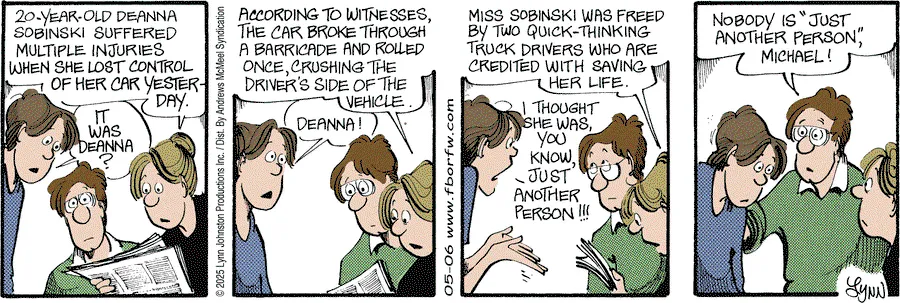 20-YEAR-OLD DEANNA
SOBINSKI SUFFERED
MULTIPLE INJURIES
WHEN SHE LOST CONTROL
OF HER CAR YESTER-
DAY.
IT
WAS
DEANNA
?
© 2025 Lynn Johnston Productions Inc. / Dist. By Andrews McMeel Syndication
ACCORDING TO WITNESSES,
THE CAR BROKE THROUGH
A BARRICADE AND ROLLED
ONCE, CRUSHING THE
DRIVER'S SIDE OF THE
VEHICLE.
DEANNA!
05-06 www.fborfw.com
MISS SOBINSKI WAS FREED
BY TWO QUICK-THINKING
TRUCK DRIVERS WHO ARE
CREDITED WITH SAVING
HER LIFE.
I THOUGHT
SHE WAS,
YOU
KNOW,
JUST
ANOTHER
PERSON!!!
NOBODY IS "JUST
ANOTHER PERSON",
MICHAEL!
LYNN